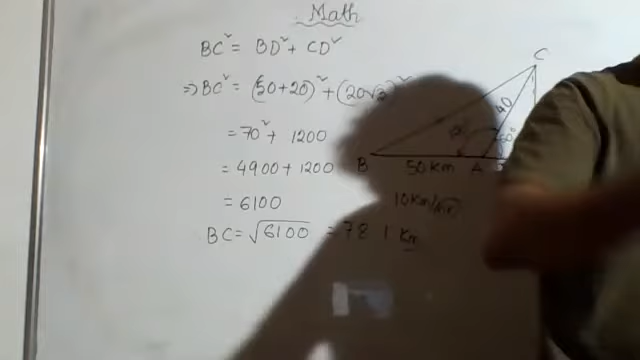 Math
BC² = BD² + CD²
⇒ BC² = (50+20)² + (20√3)²
= 70² + 1200
= 4900 + 1200
= 6100
BC = √6100 = 78.1 km
C
40
60°
B 50 Km A
10 Km/hr